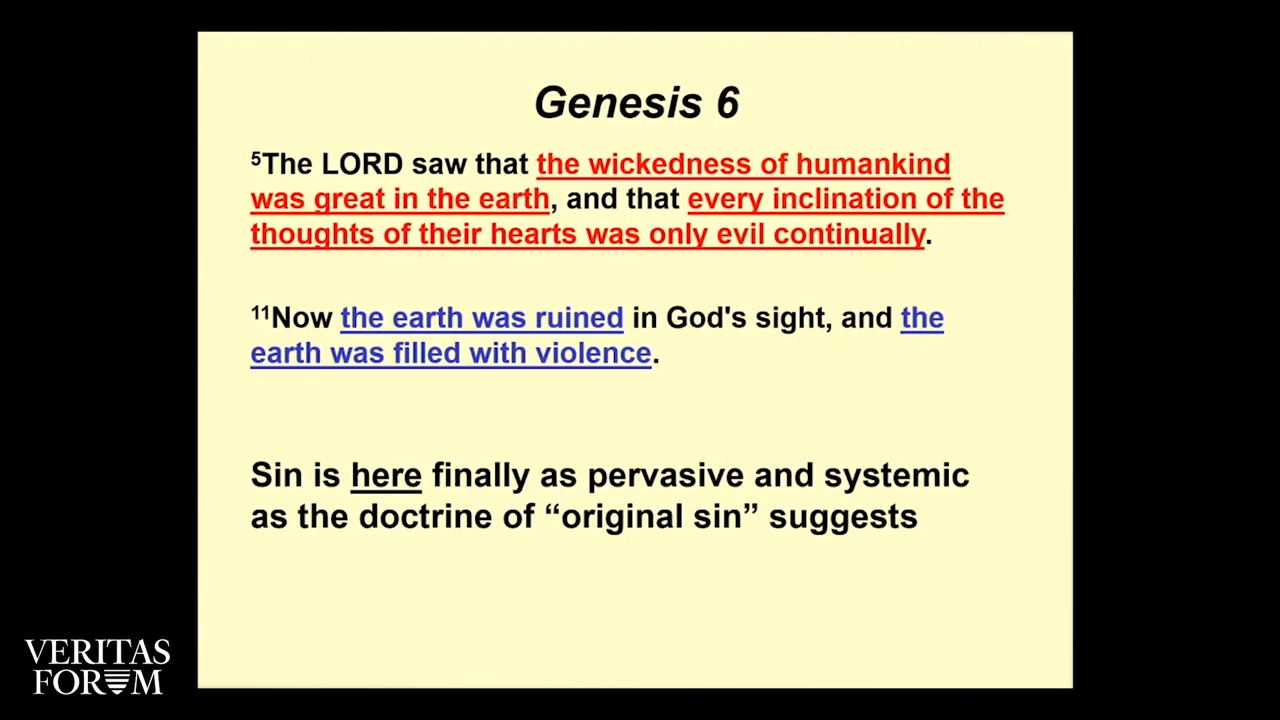 Genesis 6
⁵The LORD saw that the wickedness of humankind
was great in the earth, and that every inclination of the
thoughts of their hearts was only evil continually.
¹¹Now the earth was ruined in God's sight, and the
earth was filled with violence.
Sin is here finally as pervasive and systemic
as the doctrine of “original sin” suggests
VERITAS
FORUM